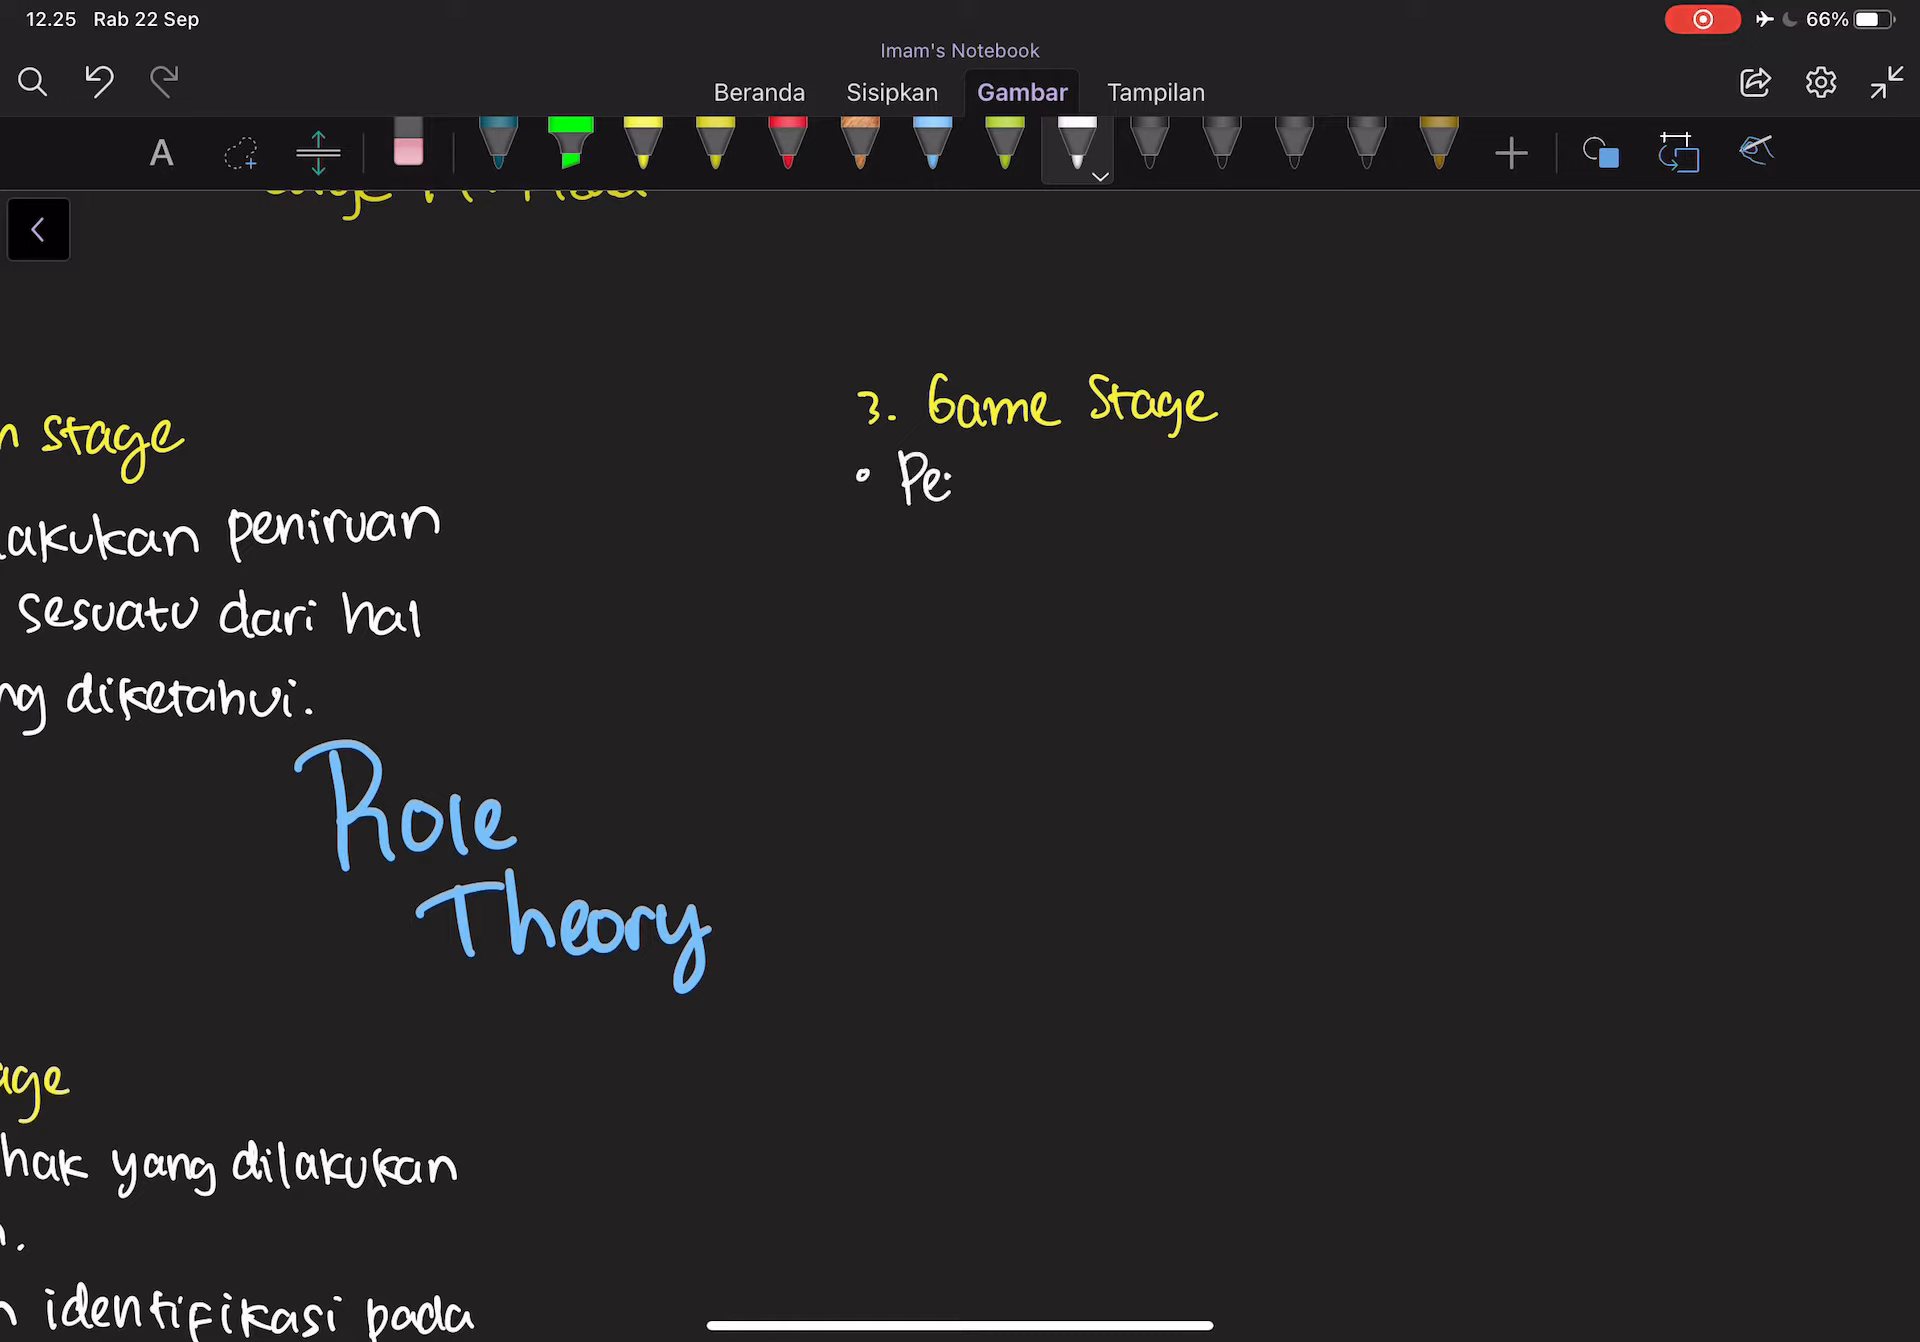 12.25 Rab 22 Sep
66%
Imam's Notebook
Beranda Sisipkan Gambar Tampilan
A
3. Game Stage
stage
• Pe
lakukan peniruan
sesuatu dari hal
ng diketahui.
Role
Theory
age
hak yang dilakukan
n.
n identifikasi pada